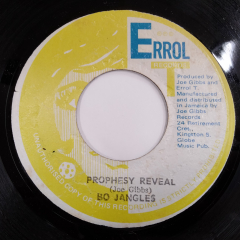 ERROL
Produced by
Joe Gibbs and
Error T.
Manufactured
and distributed
in Jamaica By
Joe Gibbs
Records
24 Retirement
Cres.,
Kingston 5
Globe
Music Pub.
PROPHESY REVEAL
(Joe Gibbs)
BO JANGLES